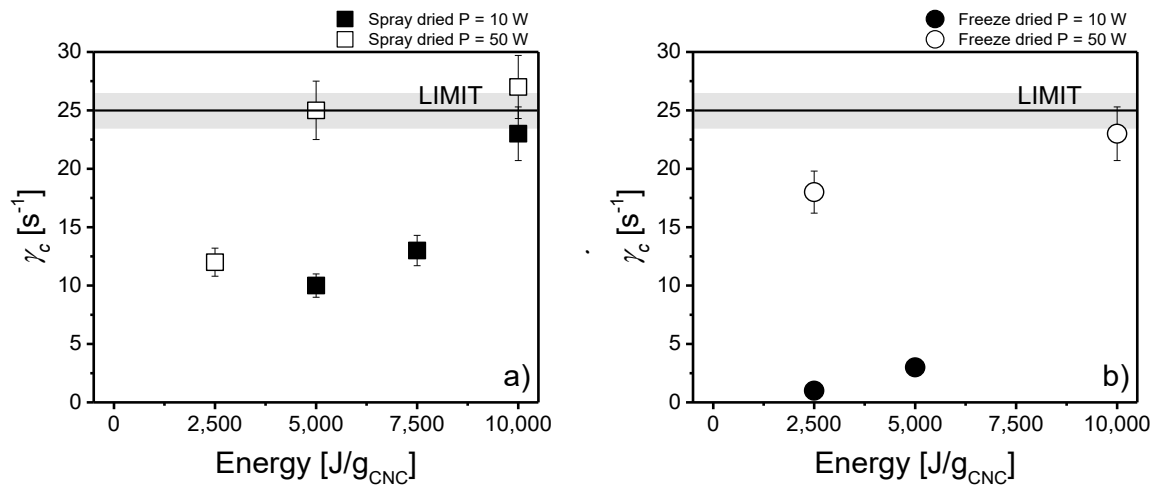 Spray dried P = 10 W
Spray dried P = 50 W
30
25
20
15
10
5
0
LIMIT
a)
γc [s-1]
0
2,500
5,000
7,500
10,000
Energy [J/gCNC]
Freeze dried P = 10 W
Freeze dried P = 50 W
30
25
20
15
10
5
0
LIMIT
b)
γc [s-1]
0
2,500
5,000
7,500
10,000
Energy [J/gCNC]